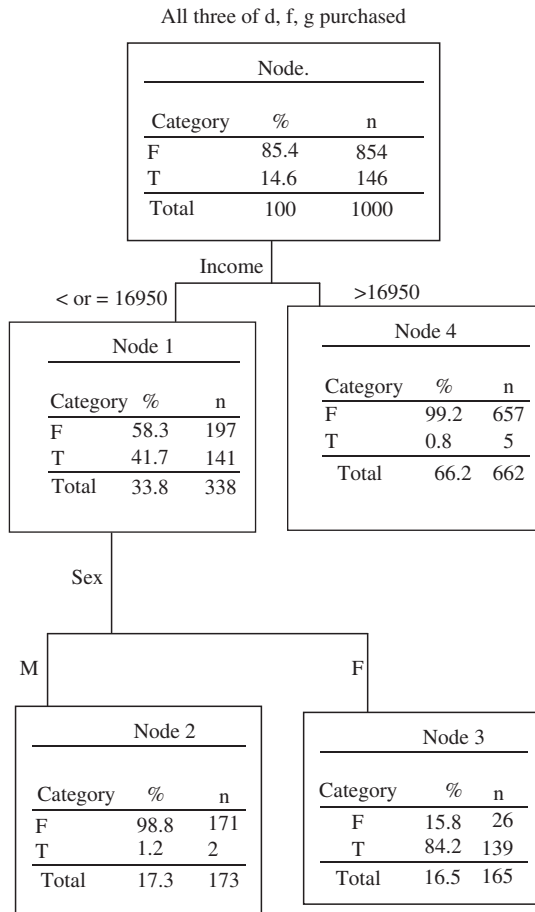 All three of d, f, g purchased
Node.
Category % n
F 85.4 854
T 14.6 146
Total 100 1000
Income
< or = 16950
>16950
Node 1
Category % n
F 58.3 197
T 41.7 141
Total 33.8 338
Node 4
Category % n
F 99.2 657
T 0.8 5
Total 66.2 662
Sex
M
F
Node 2
Category % n
F 98.8 171
T 1.2 2
Total 17.3 173
Node 3
Category % n
F 15.8 26
T 84.2 139
Total 16.5 165